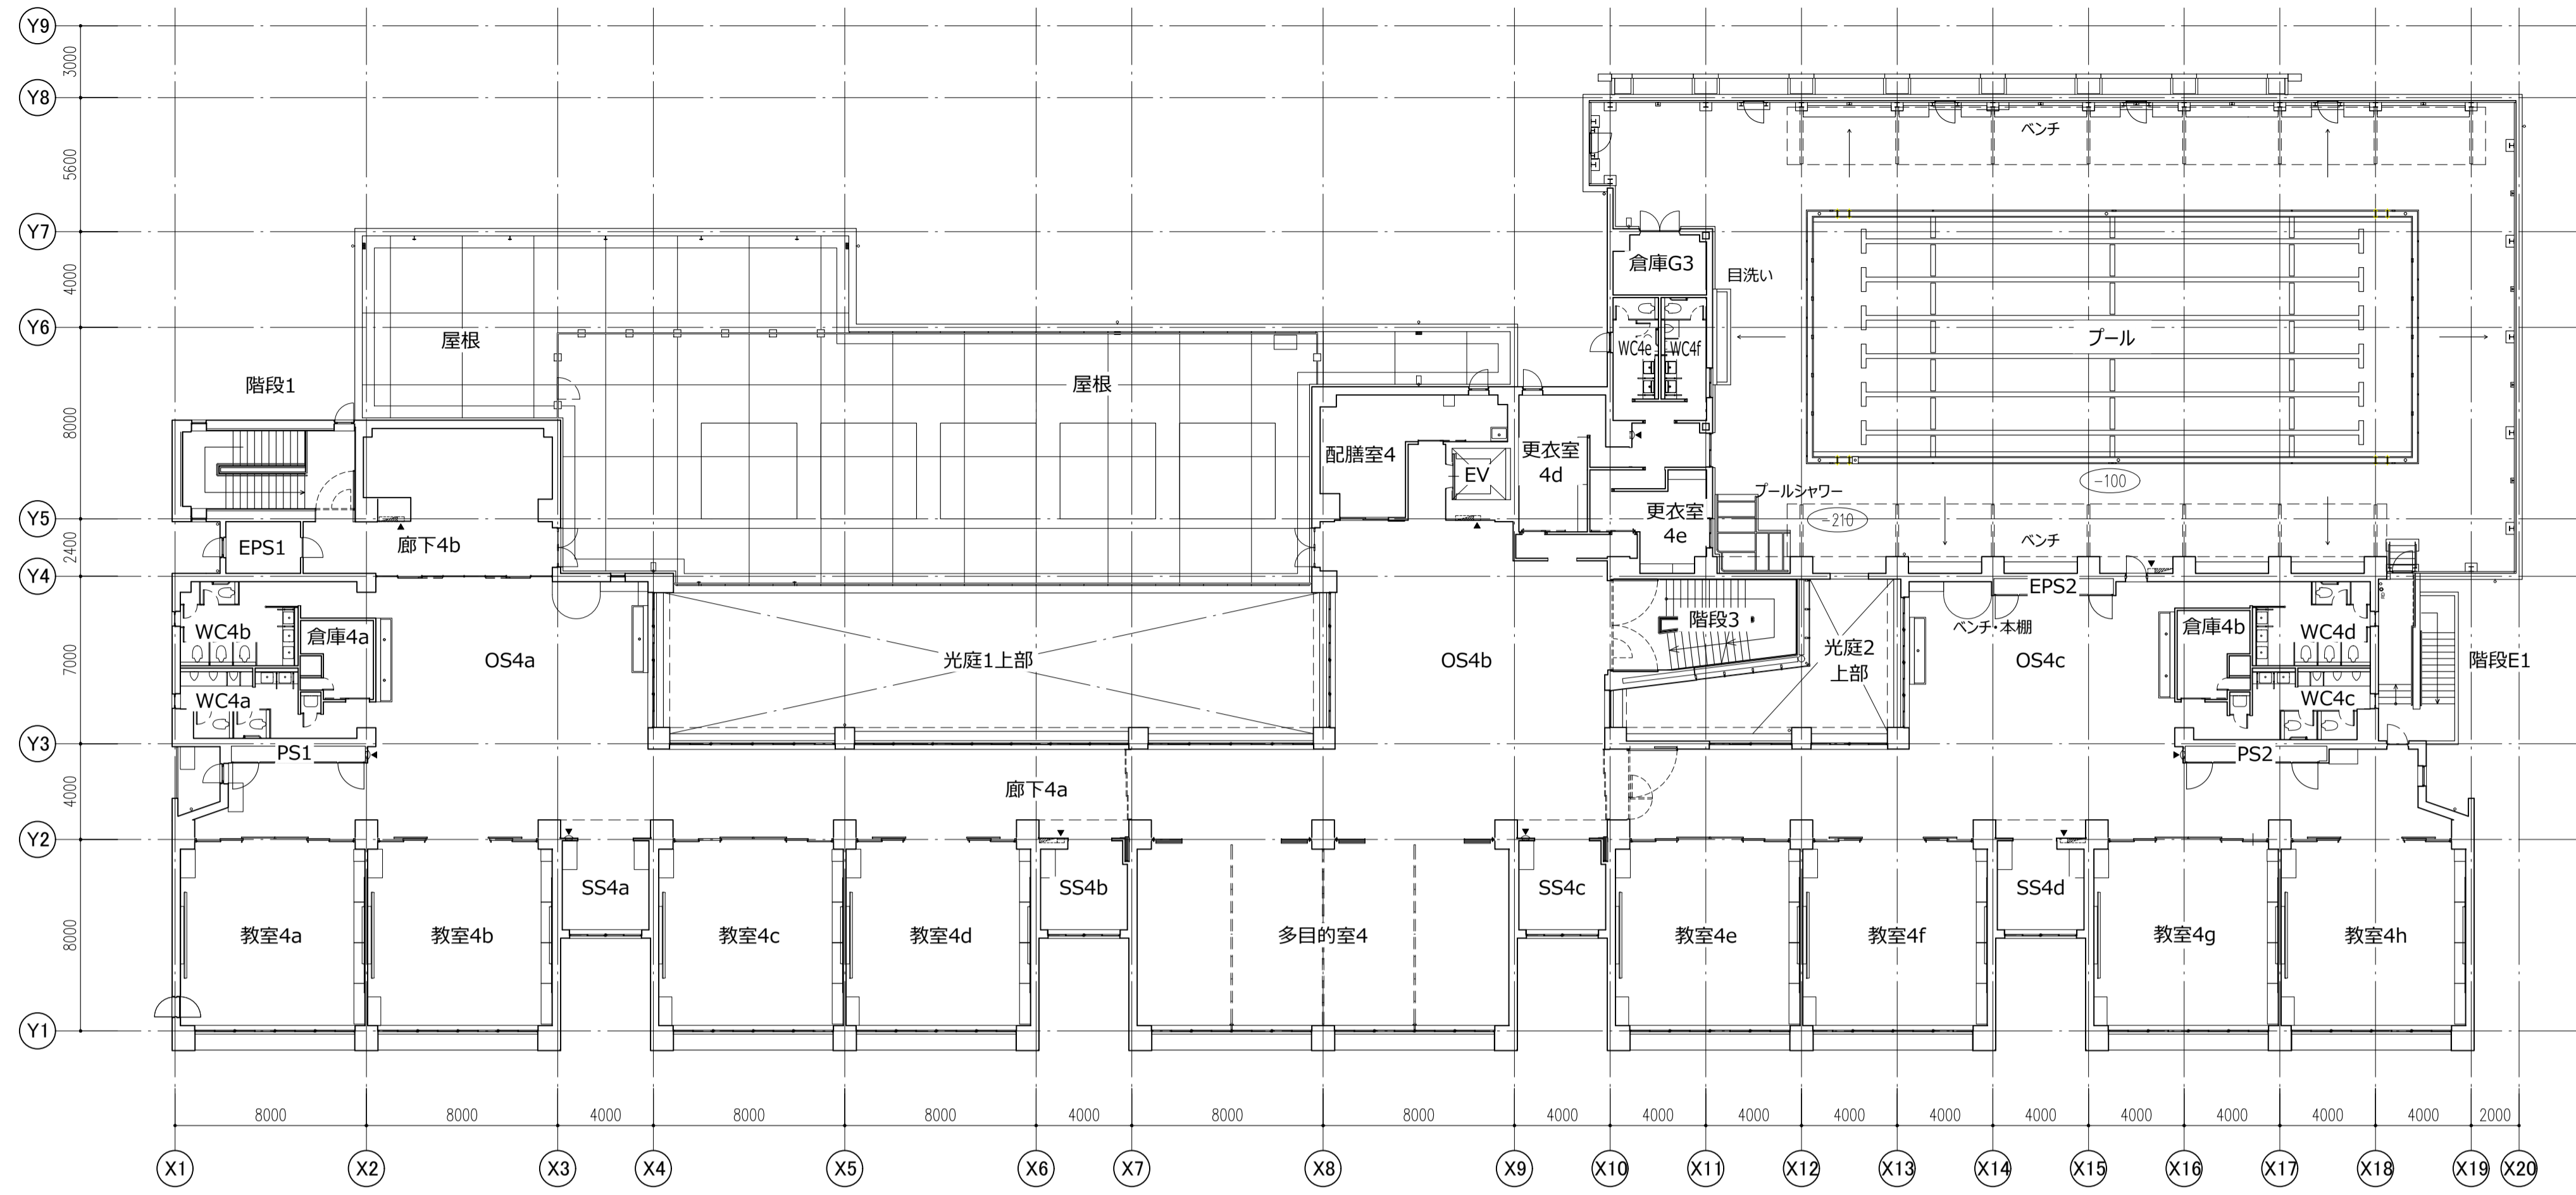 Y9
3000
Y8
ベンチ
5600
Y7
倉庫G3
目洗い
4000
Y6
屋根
WC4e
WC4f
プール
階段1
屋根
8000
配膳室4
更衣室
4d
EV
-100
プールシャワー
更衣室
4e
Y5
-210
EPS1
廊下4b
2400
ベンチ
Y4
EPS2
階段3
WC4b
倉庫4a
ベンチ・本棚
倉庫4b
WC4d
OS4a
光庭1上部
OS4b
光庭2
上部
OS4c
階段E1
7000
WC4a
WC4c
Y3
PS1
PS2
廊下4a
4000
Y2
SS4a
SS4b
SS4c
SS4d
8000
教室4a
教室4b
教室4c
教室4d
多目的室4
教室4e
教室4f
教室4g
教室4h
Y1
8000
8000
4000
8000
8000
4000
8000
8000
4000
4000
4000
4000
4000
4000
4000
4000
4000
4000
2000
X1
X2
X3
X4
X5
X6
X7
X8
X9
X10
X11
X12
X13
X14
X15
X16
X17
X18
X19
X20